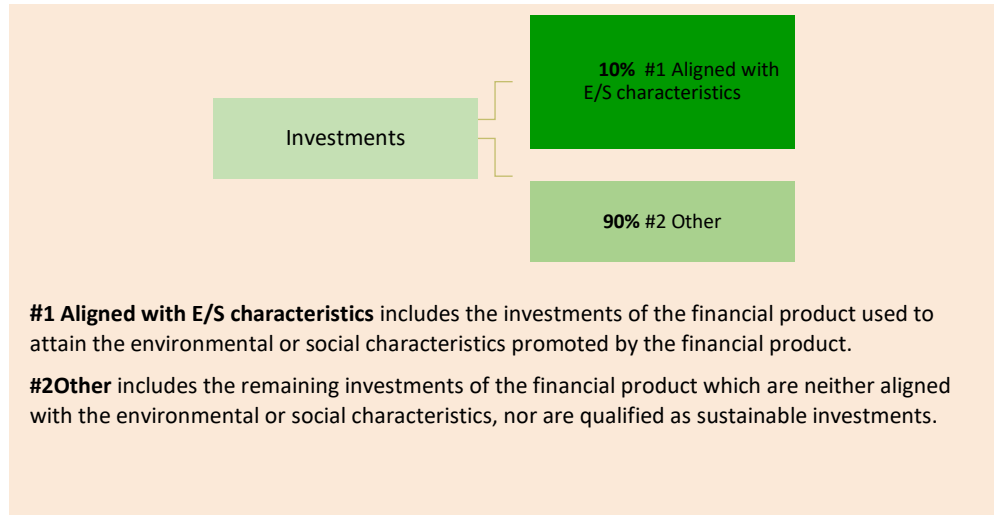 10% #1 Aligned with
E/S characteristics
Investments
90% #2 Other
#1 Aligned with E/S characteristics includes the investments of the financial product used to
attain the environmental or social characteristics promoted by the financial product.
#2Other includes the remaining investments of the financial product which are neither aligned
with the environmental or social characteristics, nor are qualified as sustainable investments.